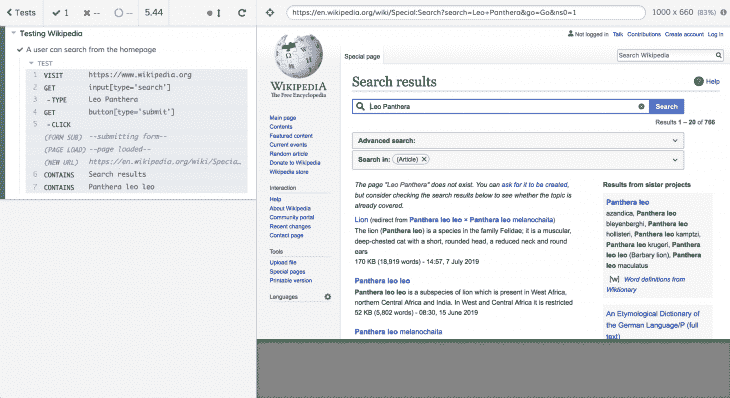 Tests
1
--
--
5.44
https://en.wikipedia.org/wiki/Special:Search?search=Leo+Panthera&go=Go&ns0=1
1000 x 660 (83%)
Testing Wikipedia
A user can search from the homepage
TEST
1 VISIT https://www.wikipedia.org
2 GET input[type='search']
3 -TYPE Leo Panthera
4 GET button[type='submit']
5 -CLICK
(FORM SUB) --submitting form--
(PAGE LOAD) --page loaded--
(NEW URL) https://en.wikipedia.org/wiki/Specia…
6 CONTAINS Search results
7 CONTAINS Panthera leo leo
WIKIPEDIA
The Free Encyclopedia
Main page
Contents
Featured content
Current events
Random article
Donate to Wikipedia
Wikipedia store
Interaction
Help
About Wikipedia
Community portal
Recent changes
Contact page
Tools
Upload file
Special pages
Printable version
Languages
Not logged in Talk Contributions Create account Log in
Special page
Search Wikipedia
Search results
Help
Leo Panthera
Search
Results 1 – 20 of 766
Advanced search:
Search in: (Article) ×
The page "Leo Panthera" does not exist. You can ask for it to be created,
but consider checking the search results below to see whether the topic is
already covered.
Lion (redirect from Panthera leo leo × Panthera leo melanochaita)
The lion (Panthera leo) is a species in the family Felidae; it is a muscular,
deep-chested cat with a short, rounded head, a reduced neck and round
ears
170 KB (18,919 words) - 14:57, 7 July 2019
Panthera leo leo
Panthera leo leo is a subspecies of lion which is present in West Africa,
northern Central Africa and India. In West and Central Africa it is restricted
52 KB (5,802 words) - 08:30, 15 June 2019
Panthera leo melanochaita
Results from sister projects
Panthera leo
azandica, Panthera leo
bleyenberghi, Panthera leo
hollisteri, Panthera leo kamptzi,
Panthera leo krugeri, Panthera
leo leo (Barbary lion), Panthera
leo maculatus
[w] Word definitions from
Wiktionary
An Etymological Dictionary of
the German Language/P (full
text)